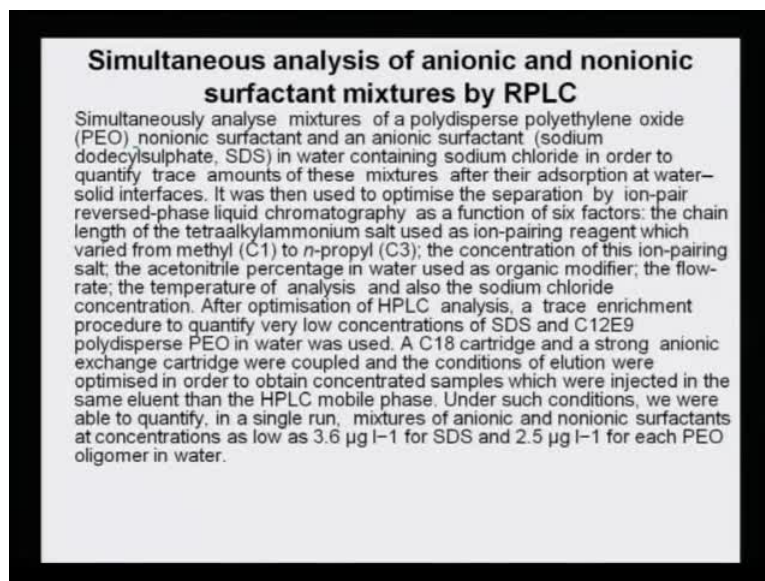 Simultaneous analysis of anionic and nonionic
surfactant mixtures by RPLC
Simultaneously analyse mixtures of a polydisperse polyethylene oxide
(PEO) nonionic surfactant and an anionic surfactant (sodium
dodecylsulphate, SDS) in water containing sodium chloride in order to
quantify trace amounts of these mixtures after their adsorption at water–
solid interfaces. It was then used to optimise the separation by ion-pair
reversed-phase liquid chromatography as a function of six factors: the chain
length of the tetraalkylammonium salt used as ion-pairing reagent which
varied from methyl (C1) to n-propyl (C3); the concentration of this ion-pairing
salt; the acetonitrile percentage in water used as organic modifier; the flow-
rate; the temperature of analysis and also the sodium chloride
concentration. After optimisation of HPLC analysis, a trace enrichment
procedure to quantify very low concentrations of SDS and C12E9
polydisperse PEO in water was used. A C18 cartridge and a strong anionic
exchange cartridge were coupled and the conditions of elution were
optimised in order to obtain concentrated samples which were injected in the
same eluent than the HPLC mobile phase. Under such conditions, we were
able to quantify, in a single run, mixtures of anionic and nonionic surfactants
at concentrations as low as 3.6 μg l−1 for SDS and 2.5 μg l−1 for each PEO
oligomer in water.